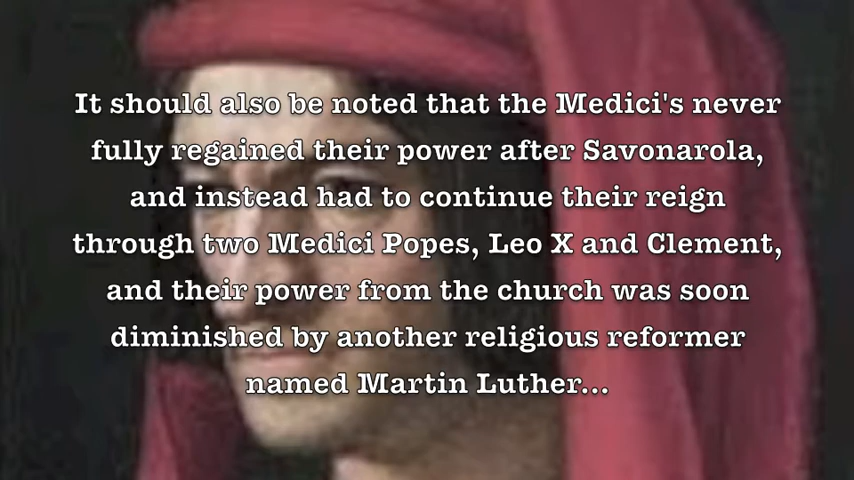 It should also be noted that the Medici's never
fully regained their power after Savonarola,
and instead had to continue their reign
through two Medici Popes, Leo X and Clement,
and their power from the church was soon
diminished by another religious reformer
named Martin Luther...